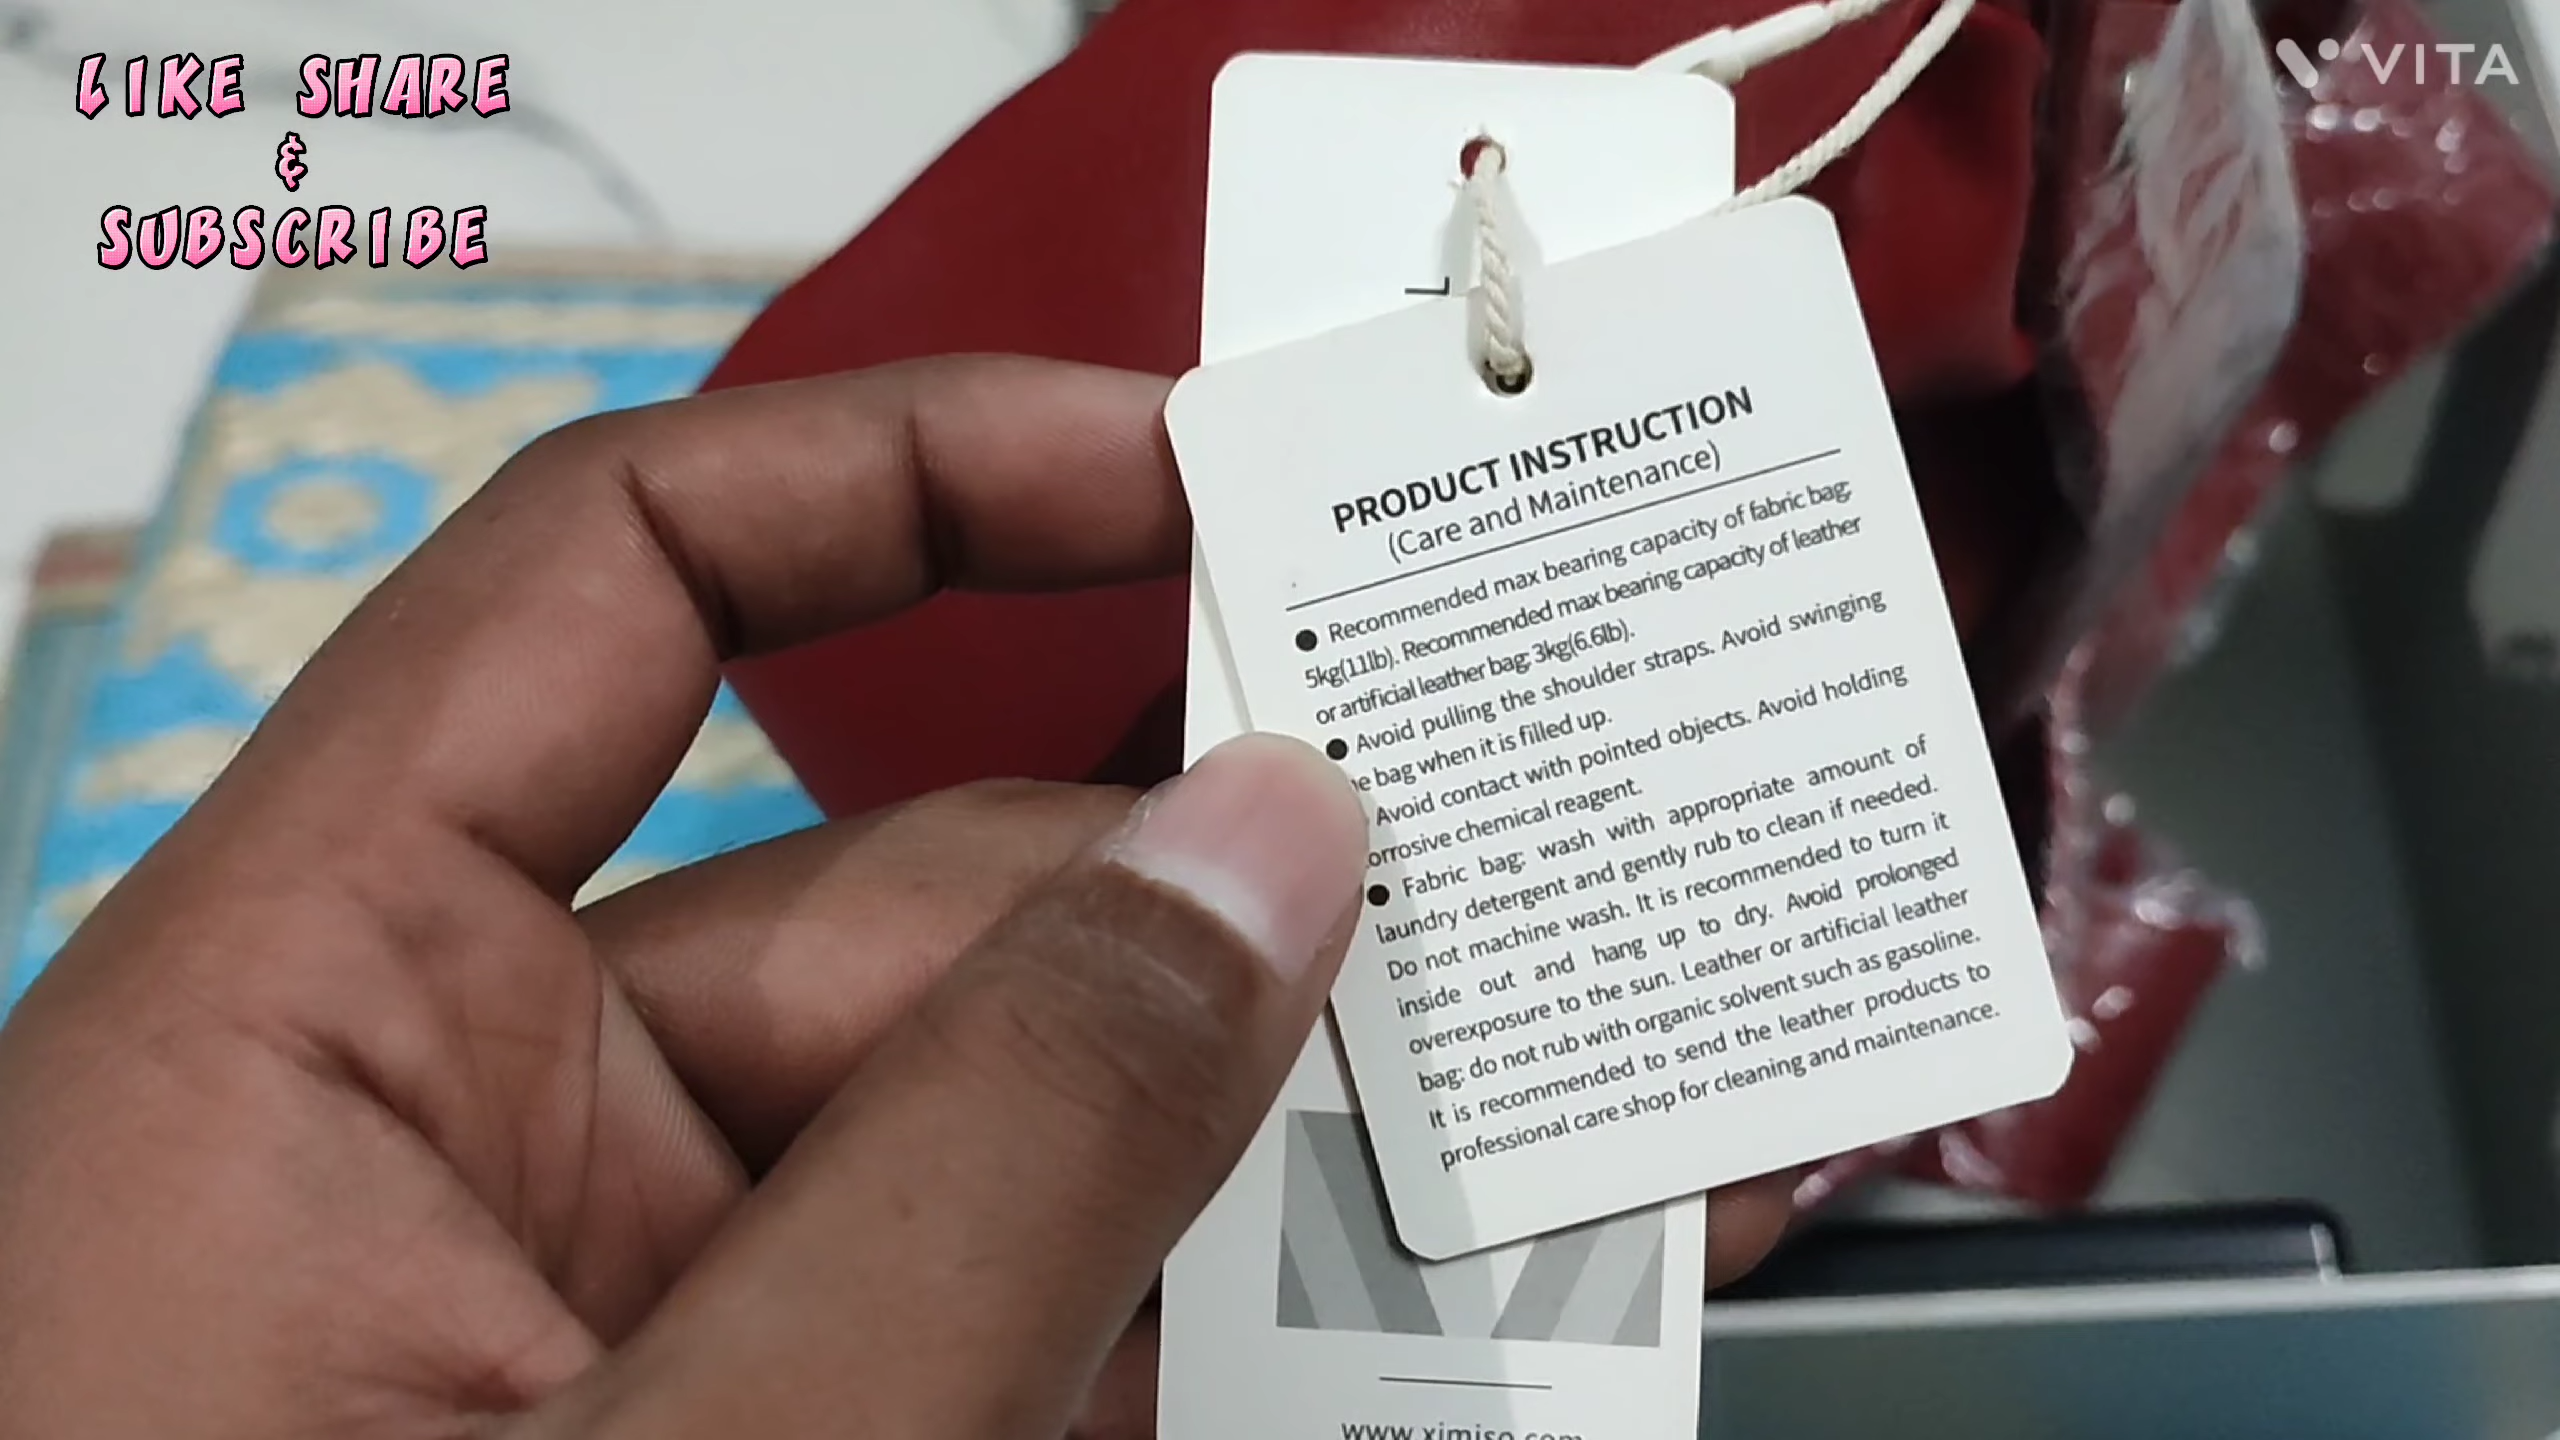 LIKE SHARE
&
SUBSCRIBE
VITA
L
PRODUCT INSTRUCTION
(Care and Maintenance)
● Recommended max bearing capacity of fabric bag:
5kg(11lb). Recommended max bearing capacity of leather
or artificial leather bag: 3kg(6.6lb).
● Avoid pulling the shoulder straps. Avoid swinging
bag when it is filled up.
Avoid contact with pointed objects. Avoid holding
orrosive chemical reagent.
● Fabric bag: wash with appropriate amount of
laundry detergent and gently rub to clean if needed.
Do not machine wash. It is recommended to turn it
inside out and hang up to dry. Avoid prolonged
overexposure to the sun. Leather or artificial leather
bag: do not rub with organic solvent such as gasoline.
It is recommended to send the leather products to
professional care shop for cleaning and maintenance.
www.ximiso.com